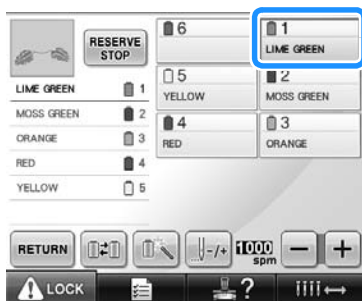 RESERVE
STOP
6
1
LIME GREEN
5
YELLOW
2
MOSS GREEN
4
RED
3
ORANGE
LIME GREEN 1
MOSS GREEN 2
ORANGE 3
RED 4
YELLOW 5
RETURN
-/+
1000
spm
- +
LOCK
?